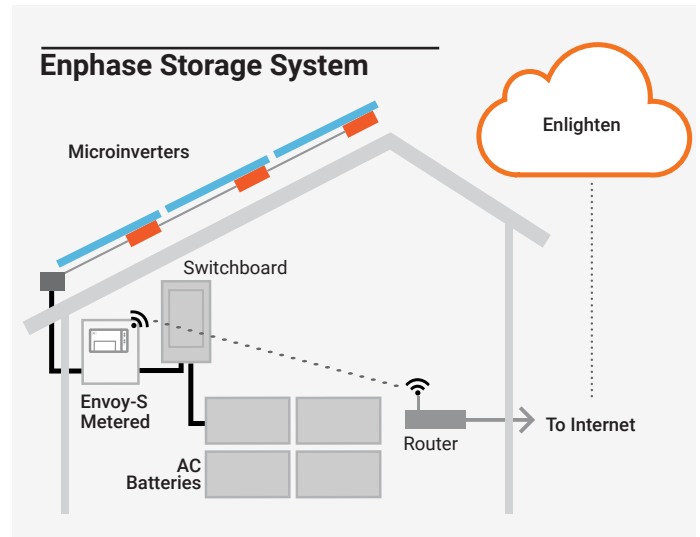 Enphase Storage System
Enlighten
Microinverters
Switchboard
Envoy-S
Metered
To Internet
Router
AC
Batteries